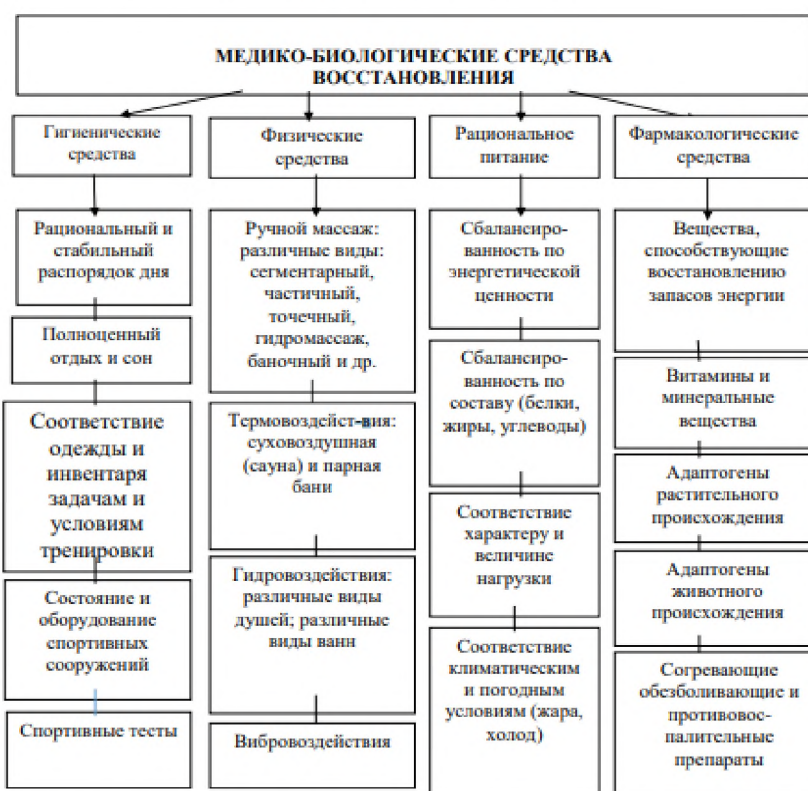 МЕДИКО-БИОЛОГИЧЕСКИЕ СРЕДСТВА
ВОССТАНОВЛЕНИЯ
Гигиенические
средства
Рациональный и
стабильный
распорядок дня
Полноценный
отдых и сон
Соответствие
одежды и
инвентаря
задачам и
условиям
тренировки
Состояние и
оборудование
спортивных
сооружений
Спортивные тесты
Физические
средства
Ручной массаж:
различные виды:
сегментарный,
частичный,
точечный,
гидромассаж,
баночный и др.
Термовоздейст-вия:
суховоздушная
(сауна) и парная
бани
Гидровоздействия:
различные виды
душей; различные
виды ванн
Вибровоздействия
Рациональное
питание
Сбалансиро-
ванность по
энергетической
ценности
Сбалансиро-
ванность по
составу (белки,
жиры, углеводы)
Соответствие
характеру и
величине
нагрузки
Соответствие
климатическим
и погодным
условиям (жара,
холод)
Фармакологические
средства
Вещества,
способствующие
восстановлению
запасов энергии
Витамины и
минеральные
вещества
Адаптогены
растительного
происхождения
Адаптогены
животного
происхождения
Согревающие
обезболивающие и
противовос-
палительные
препараты